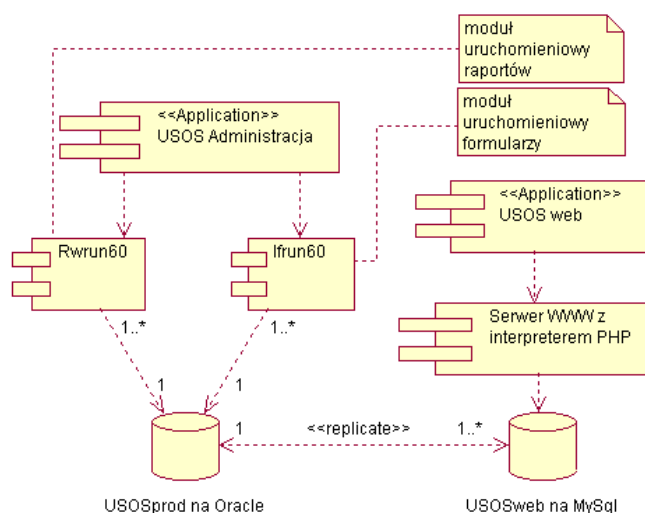 moduł
uruchomieniowy
raportów
moduł
uruchomieniowy
formularzy
<<Application>>
USOS Administracja
<<Application>>
USOS web
Rwrun60
Ifrun60
Serwer WWW z
interpreterem PHP
1..*
1..*
1
1
1
<<replicate>>
1..*
USOSprod na Oracle
USOSweb na MySql